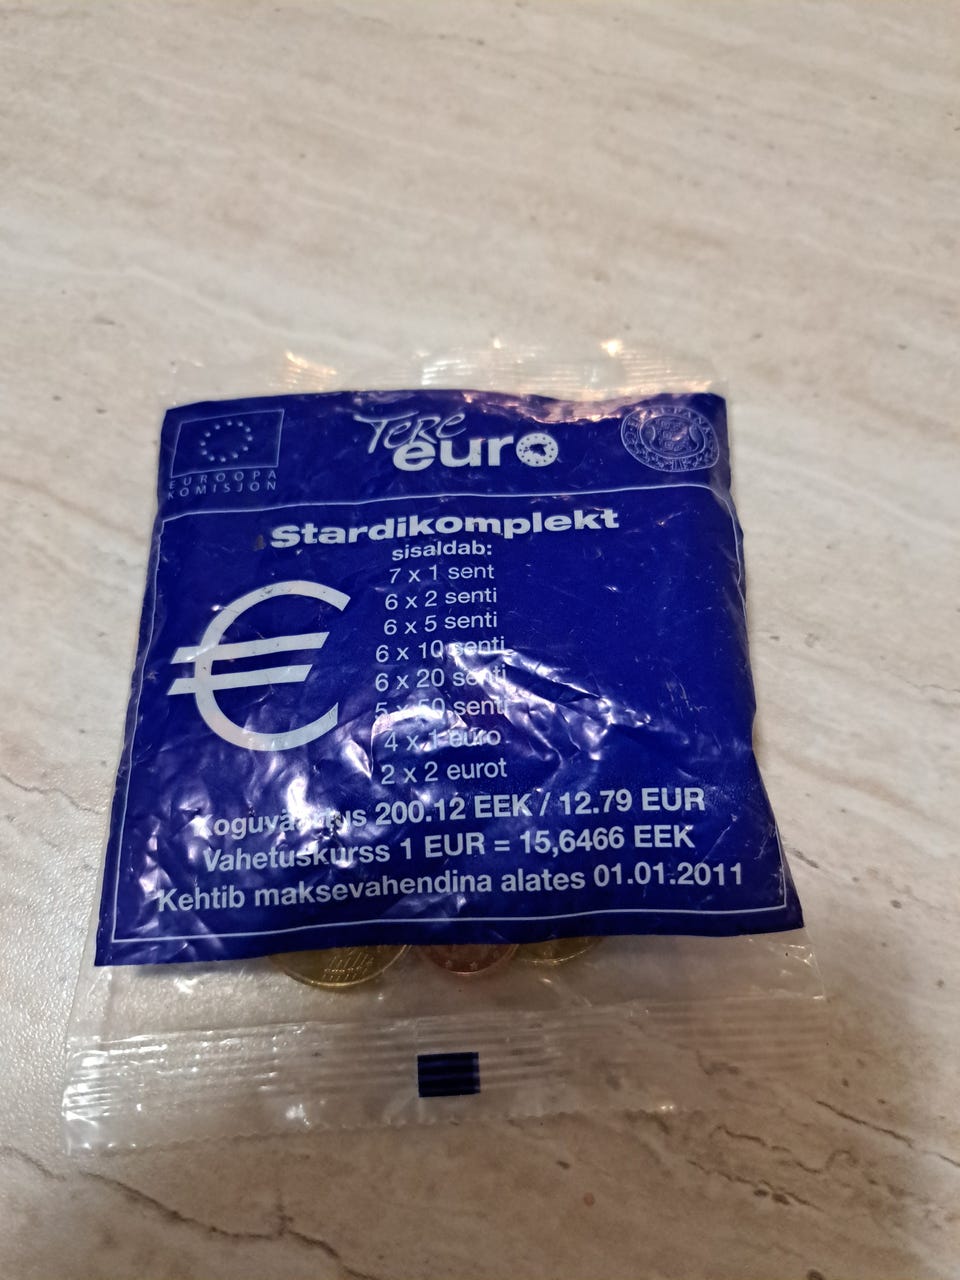 EUROOPA
KOMISJON
Tere
euro
Stardikomplekt
sisaldab:
7 x 1 sent
6 x 2 senti
6 x 5 senti
6 x 10 senti
6 x 20 senti
5 x 50 senti
4 x 1 euro
2 x 2 eurot
Koguväärtus 200.12 EEK / 12.79 EUR
Vahetuskurss 1 EUR = 15,6466 EEK
Kehtib maksevahendina alates 01.01.2011